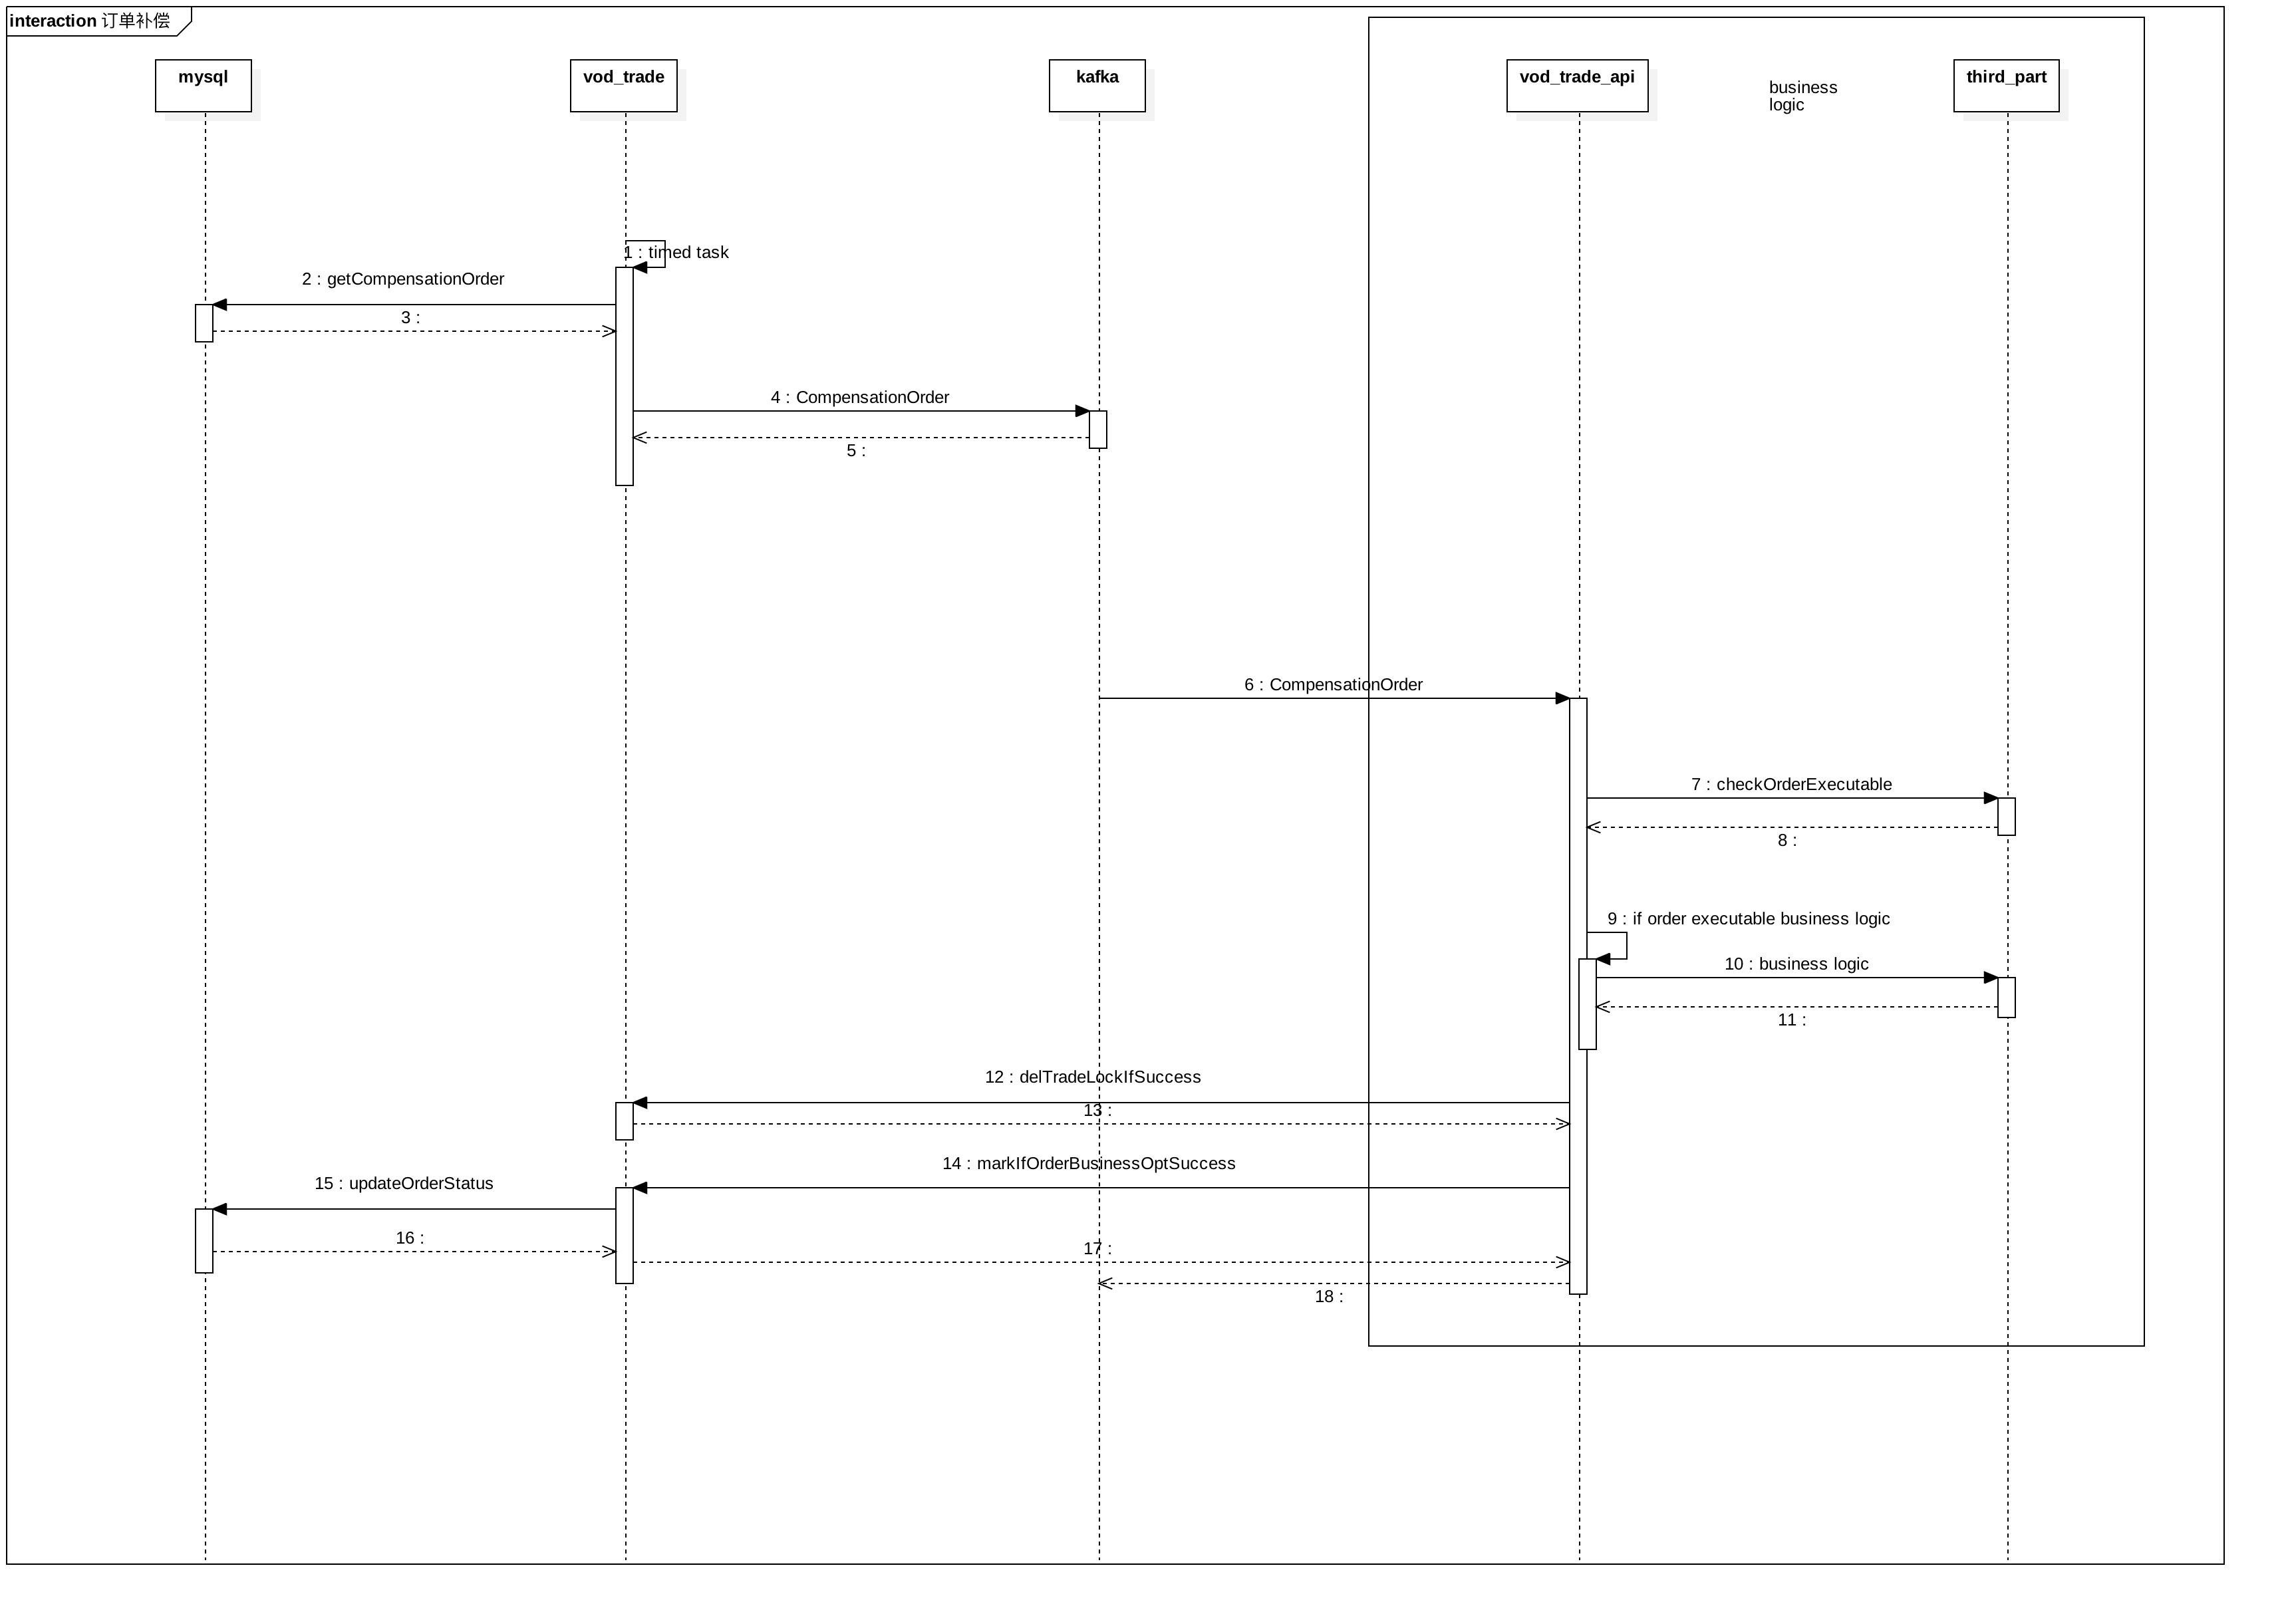 interaction 订单补偿
mysql
vod_trade
kafka
vod_trade_api
business
logic
third_part
1 : timed task
2 : getCompensationOrder
3 :
4 : CompensationOrder
5 :
6 : CompensationOrder
7 : checkOrderExecutable
8 :
9 : if order executable business logic
10 : business logic
11 :
12 : delTradeLockIfSuccess
13 :
14 : markIfOrderBusinesOptSuccess
15 : updateOrderStatus
16 :
17 :
18 :